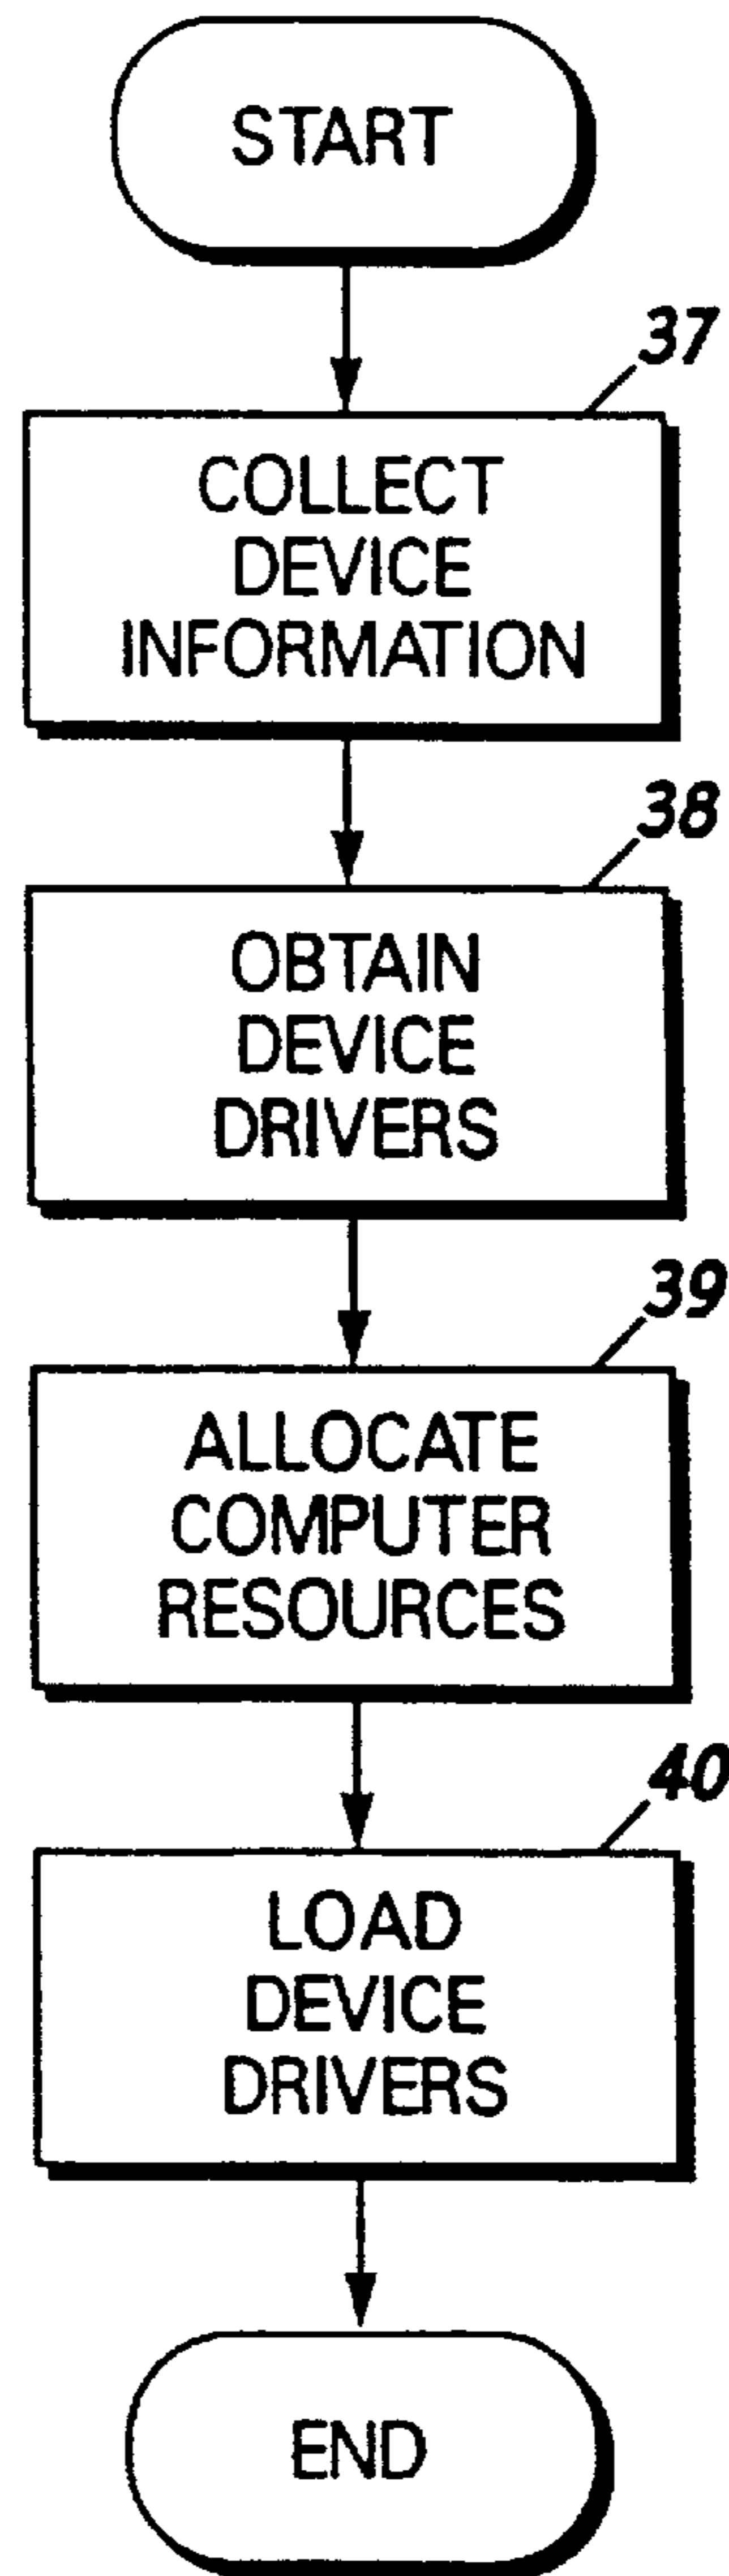 START
37
COLLECT
DEVICE
INFORMATION
38
OBTAIN
DEVICE
DRIVERS
39
ALLOCATE
COMPUTER
RESOURCES
40
LOAD
DEVICE
DRIVERS
END